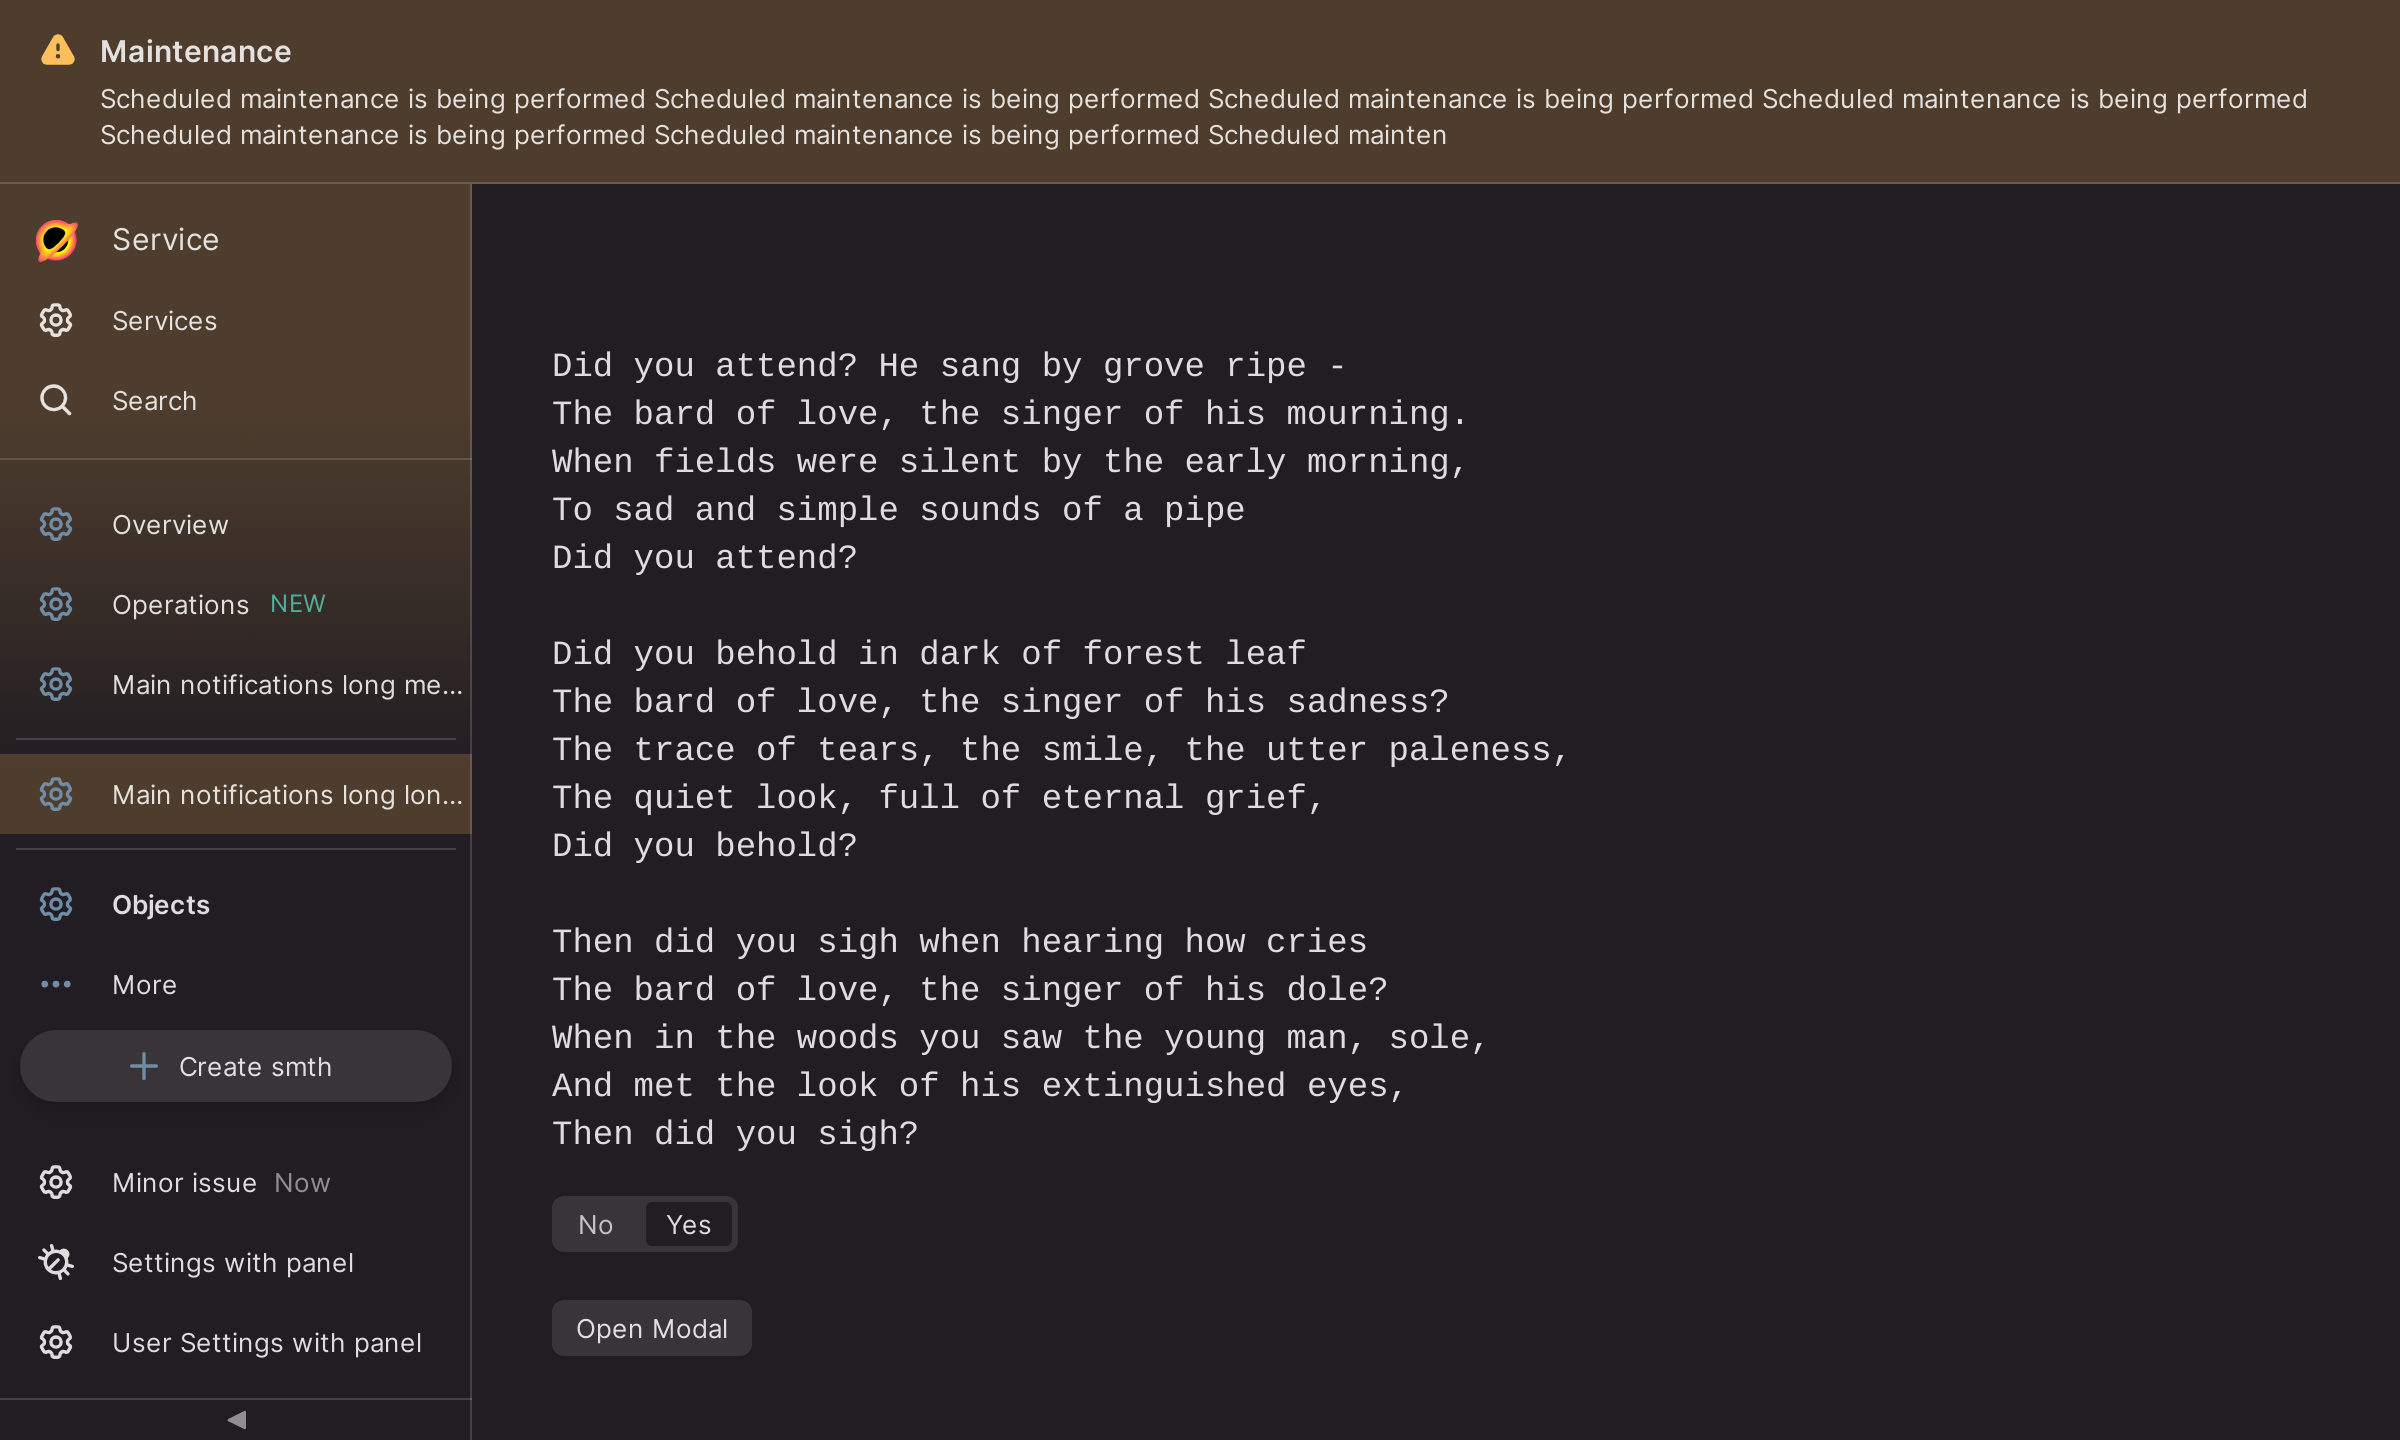 Maintenance
Scheduled maintenance is being performed Scheduled maintenance is being performed Scheduled maintenance is being performed Scheduled maintenance is being performed
Scheduled maintenance is being performed Scheduled maintenance is being performed Scheduled mainten
Service
Services
Search
Overview
Operations NEW
Main notifications long me...
Main notifications long lon...
Objects
More
Create smth
Minor issue Now
Settings with panel
User Settings with panel
Did you attend? He sang by grove ripe -
The bard of love, the singer of his mourning.
When fields were silent by the early morning,
To sad and simple sounds of a pipe
Did you attend?
Did you behold in dark of forest leaf
The bard of love, the singer of his sadness?
The trace of tears, the smile, the utter paleness,
The quiet look, full of eternal grief,
Did you behold?
Then did you sigh when hearing how cries
The bard of love, the singer of his dole?
When in the woods you saw the young man, sole,
And met the look of his extinguished eyes,
Then did you sigh?
No Yes
Open Modal